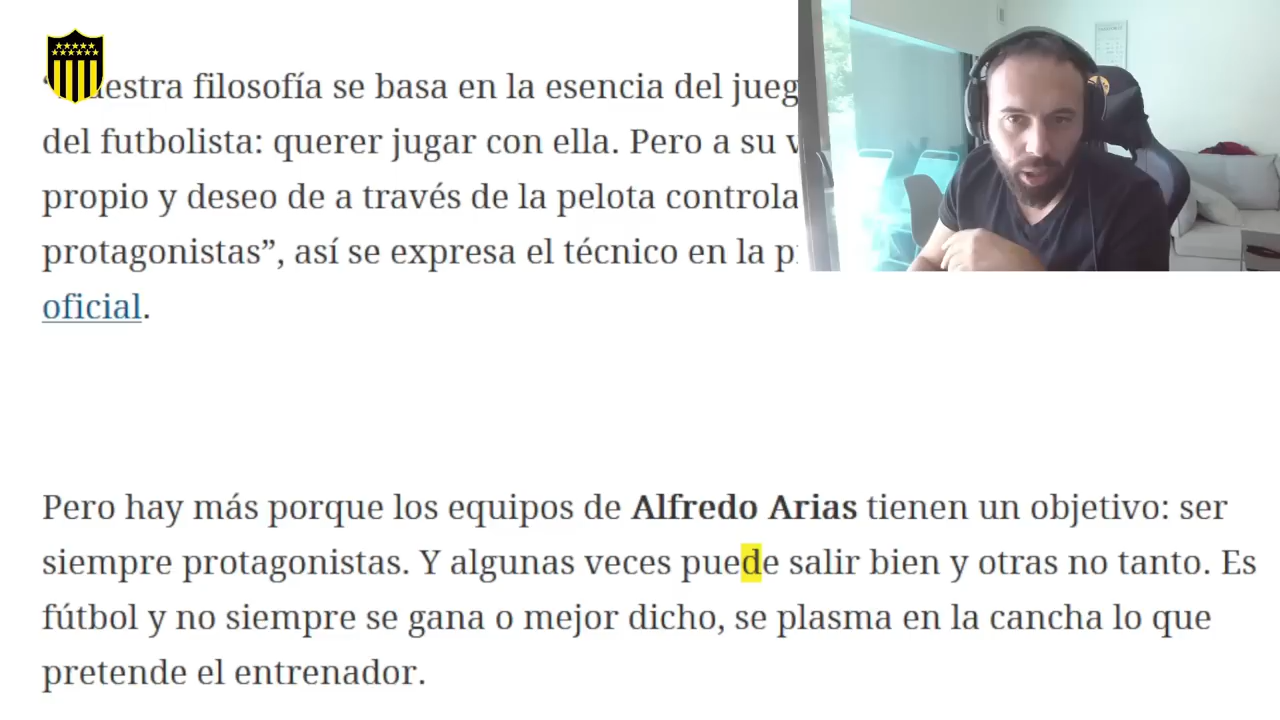 uestra filosofía se basa en la esencia del jueg
del futbolista: querer jugar con ella. Pero a su v
propio y deseo de a través de la pelota controla
protagonistas”, así se expresa el técnico en la p
oficial.
Pero hay más porque los equipos de Alfredo Arias tienen un objetivo: ser
siempre protagonistas. Y algunas veces puede salir bien y otras no tanto. Es
fútbol y no siempre se gana o mejor dicho, se plasma en la cancha lo que
pretende el entrenador.